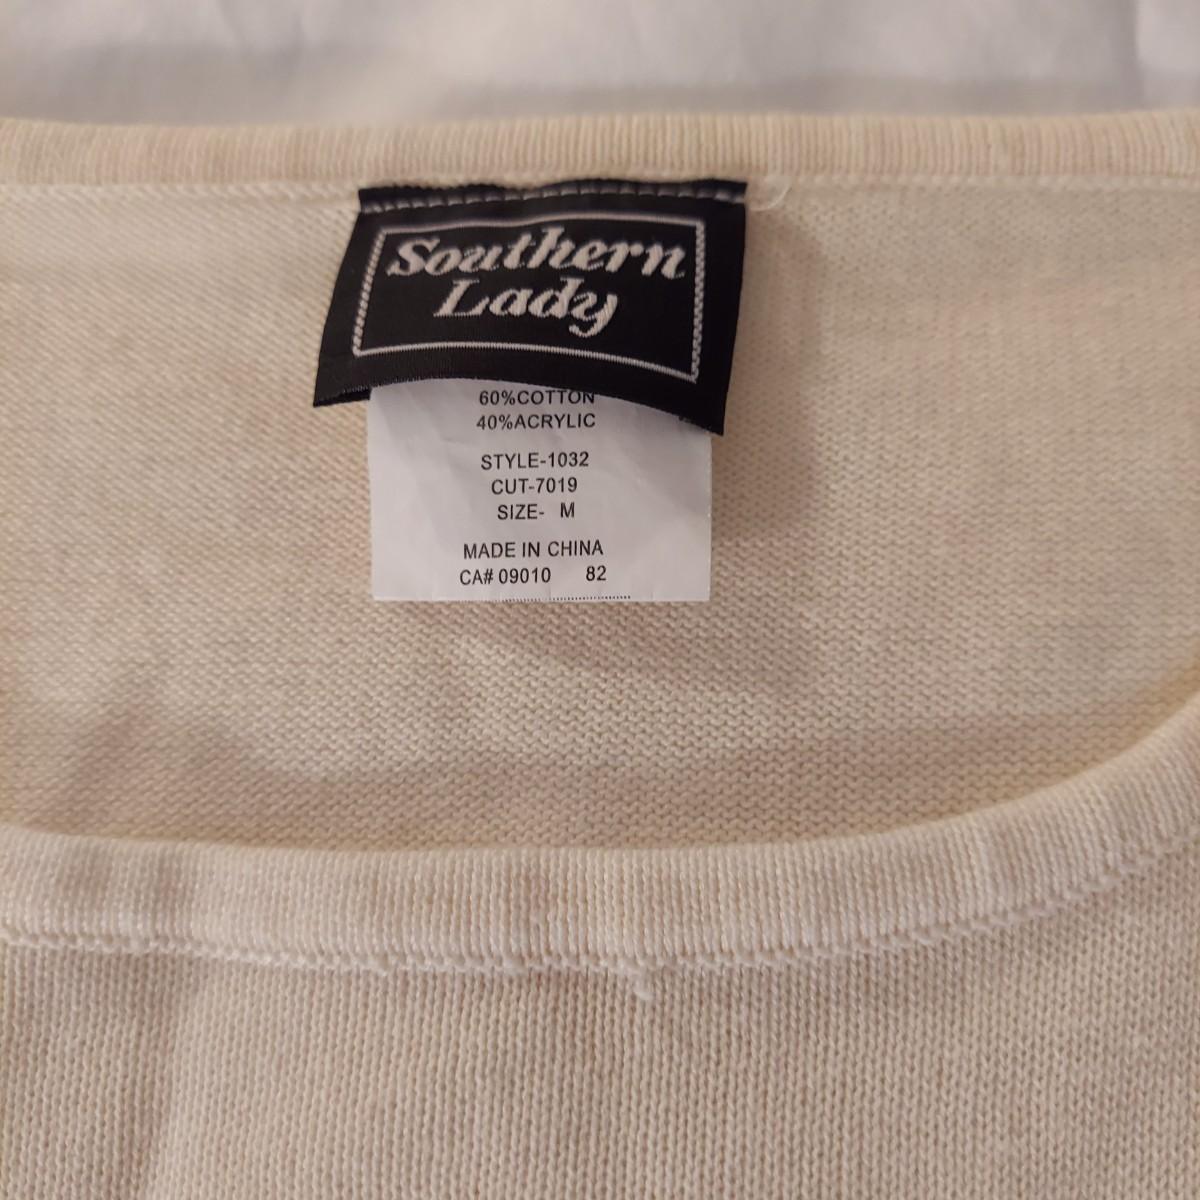 Southern
Lady
60%COTTON
40%ACRYLIC
STYLE-1032
CUT-7019
SIZE- M
MADE IN CHINA
CA# 09010 82